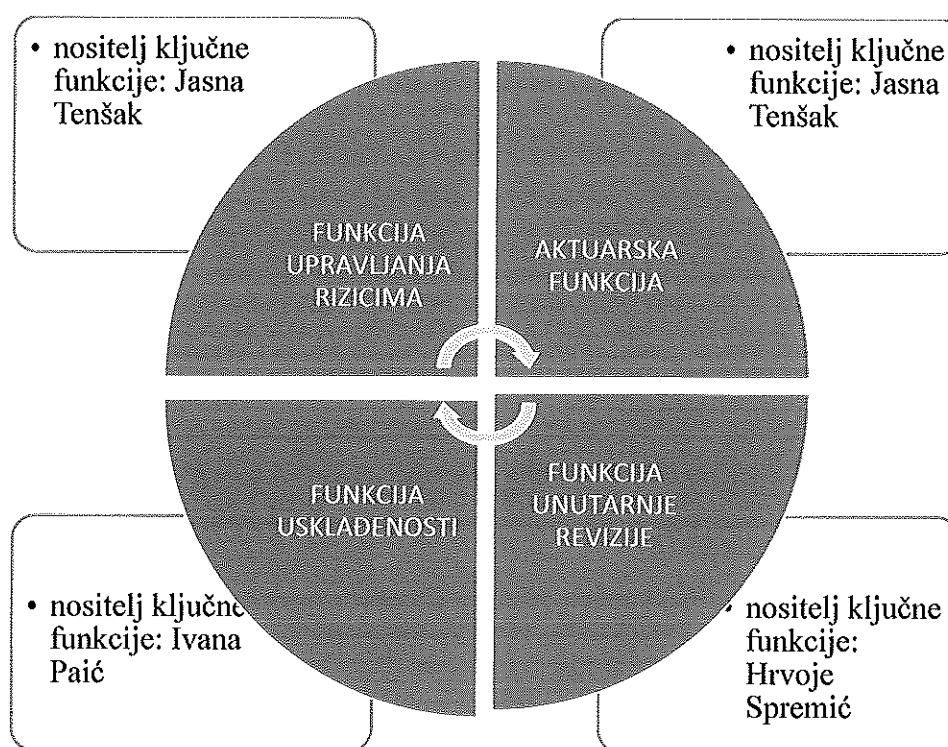 • nositelj ključne
funkcije: Jasna
Tenšak
• nositelj ključne
funkcije: Jasna
Tenšak
FUNKCIJA
UPRAVLJANJA
RIZICIMA
AKTUARSKA
FUNKCIJA
FUNKCIJA
USKLAĐENOSTI
FUNKCIJA
UNUTARNJE
REVIZIJE
• nositelj ključne
funkcije: Ivana
Paić
• nositelj ključne
funkcije:
Hrvoje
Spremić